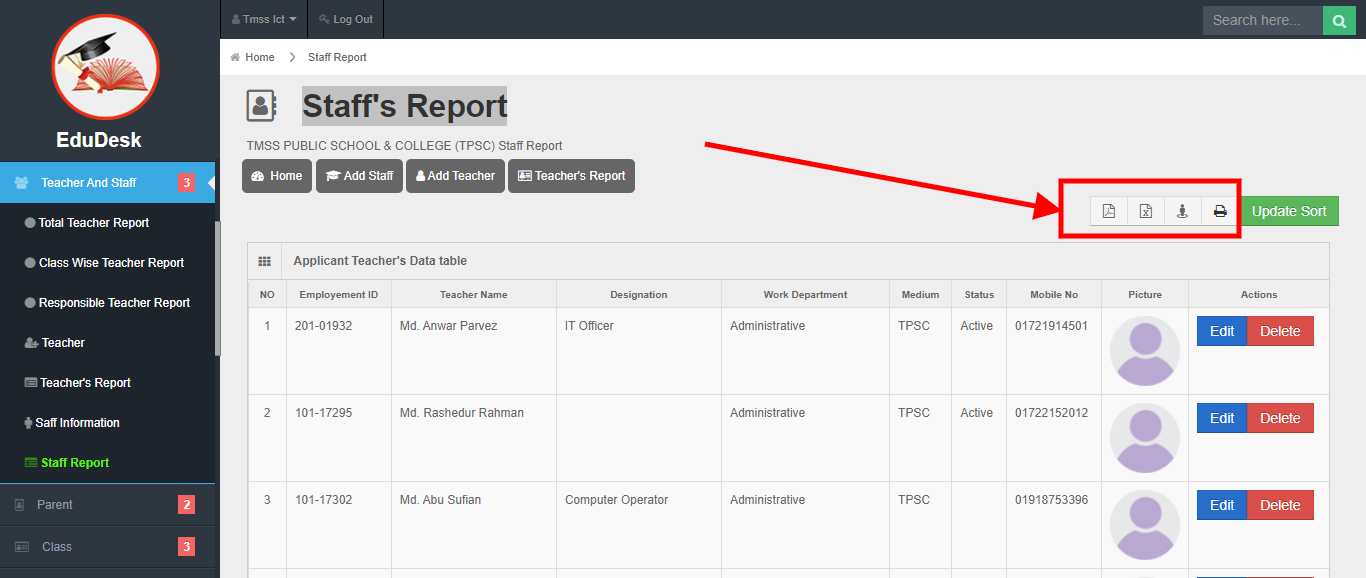 Tmss Ict
Log Out
Search here...
EduDesk
Home
Staff Report
Staff's Report
TMSS PUBLIC SCHOOL & COLLEGE (TPSC) Staff Report
Home
Add Staff
Add Teacher
Teacher's Report
Update Sort
Teacher And Staff 3
Total Teacher Report
Class Wise Teacher Report
Responsible Teacher Report
Teacher
Teacher's Report
Saff Information
Staff Report
Parent 2
Class 3
Applicant Teacher's Data table
NO Employement ID Teacher Name Designation Work Department Medium Status Mobile No Picture Actions
1 201-01932 Md. Anwar Parvez IT Officer Administrative TPSC Active 01721914501 Edit Delete
2 101-17295 Md. Rashedur Rahman Administrative TPSC Active 01722152012 Edit Delete
3 101-17302 Md. Abu Sufian Computer Operator Administrative TPSC 01918753396 Edit Delete